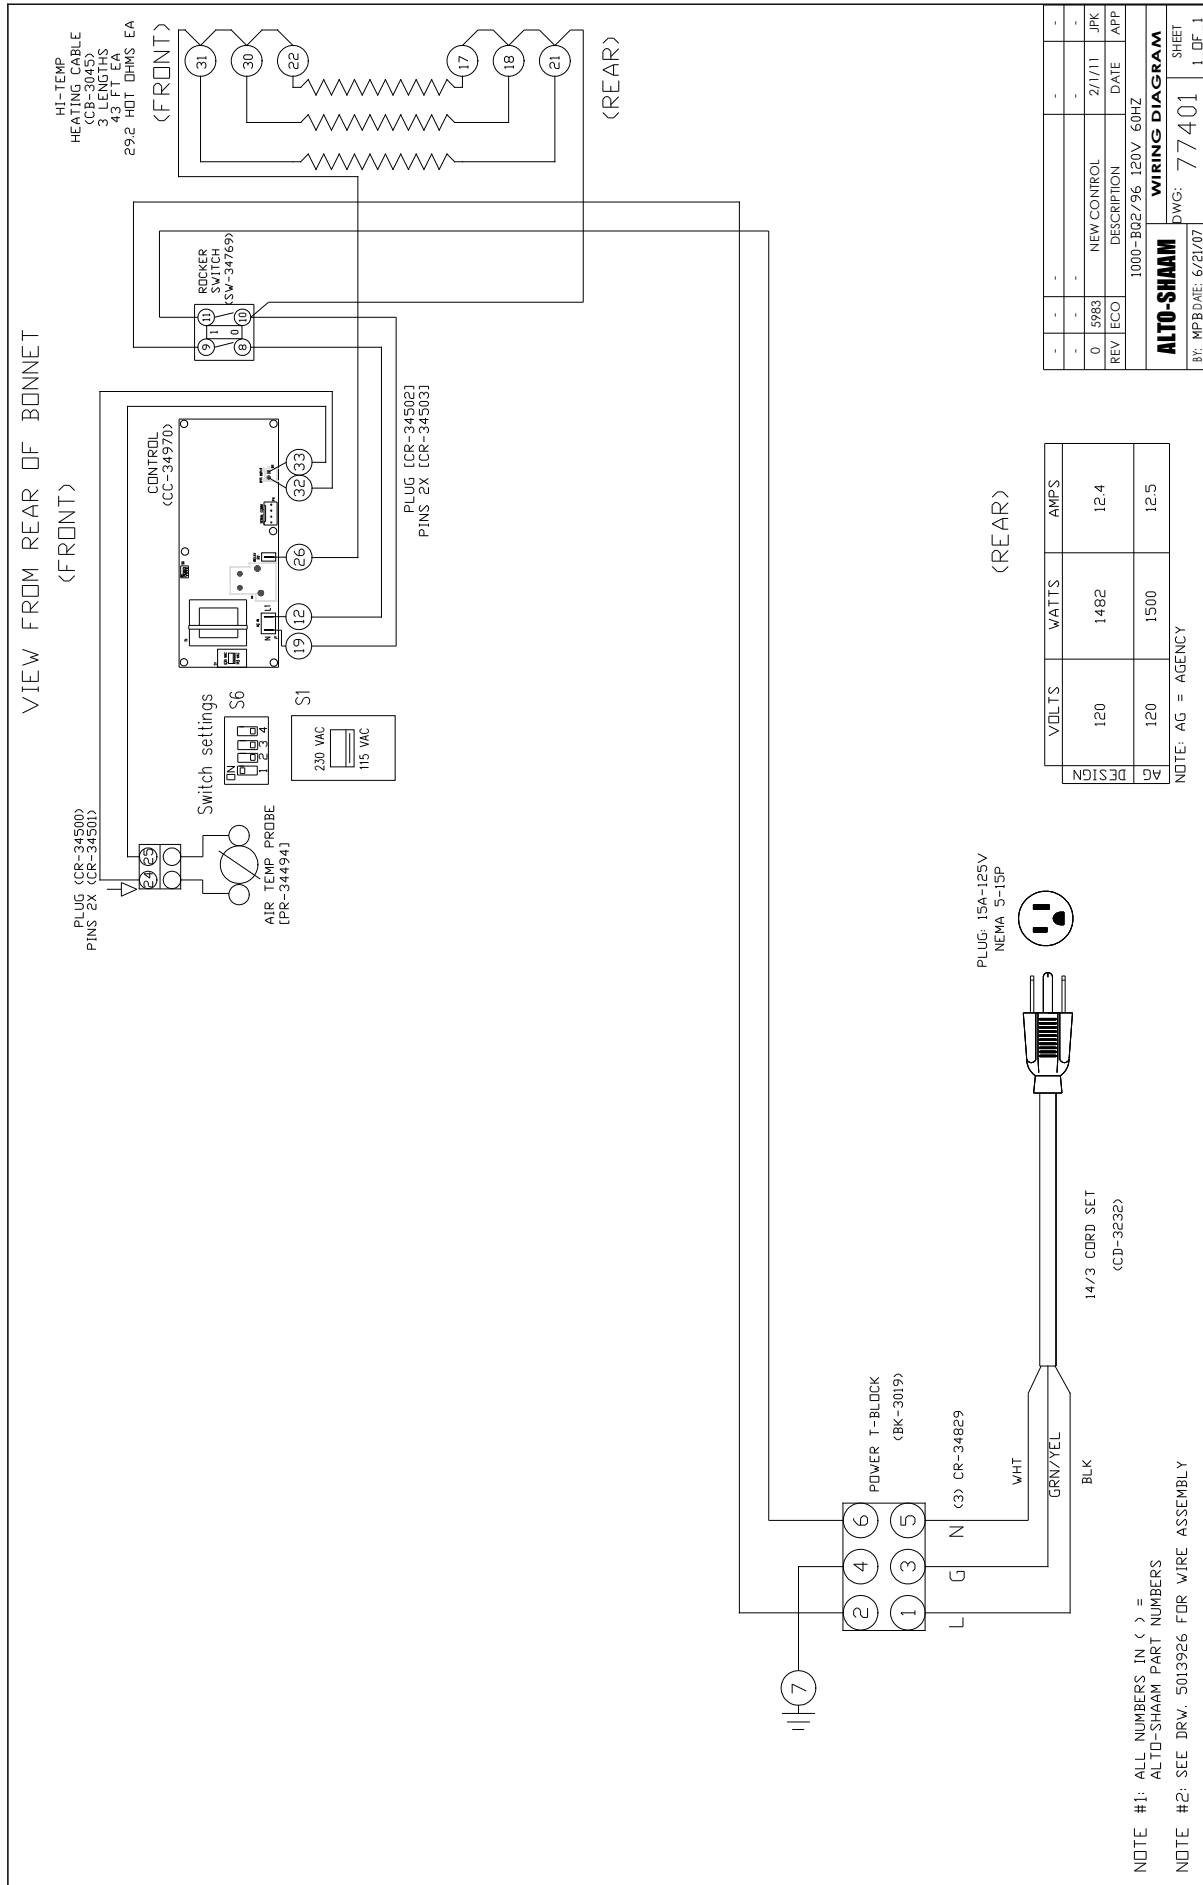 VIEW FROM REAR OF BONNET
(FRONT)
HI-TEMP
HEATING CABLE
(CB-3045)
3 LENGTHS
43 FT EA
29.2 HOT OHMS EA
(FRONT)
31
30
22
17
18
21
(REAR)
ROCKER
SWITCH
(SW-34769)
11
10
1
0
9
8
CONTROL
(CC-34970)
33
32
26
12
19
L1
N
PLUG [CR-34502]
PINS 2X [CR-34503]
Switch settings
S6
ON
1 2 3 4
S1
230 VAC
115 VAC
PLUG (CR-34500)
PINS 2X (CR-34501)
24
25
AIR TEMP PROBE
[PR-34494]
POWER T-BLOCK
(BK-3019)
2
4
6
1
3
5
L
G
N
(3) CR-34829
7
WHT
GRN/YEL
BLK
14/3 CORD SET
(CD-3232)
PLUG: 15A-125V
NEMA 5-15P
(REAR)
VOLTS WATTS AMPS
DESIGN 120 1482 12.4
AG 120 1500 12.5
NOTE: AG = AGENCY
NOTE #1: ALL NUMBERS IN ( ) =
ALTO-SHAAM PART NUMBERS
NOTE #2: SEE DRW. 5013926 FOR WIRE ASSEMBLY
- - - - -
- - - - -
0 5983 NEW CONTROL 2/1/11 JPK
REV ECO DESCRIPTION DATE APP
1000-BQ2/96 120V 60HZ
ALTO-SHAAM
WIRING DIAGRAM
BY: MPB DATE: 6/21/07
DWG: 77401
SHEET
1 OF 1